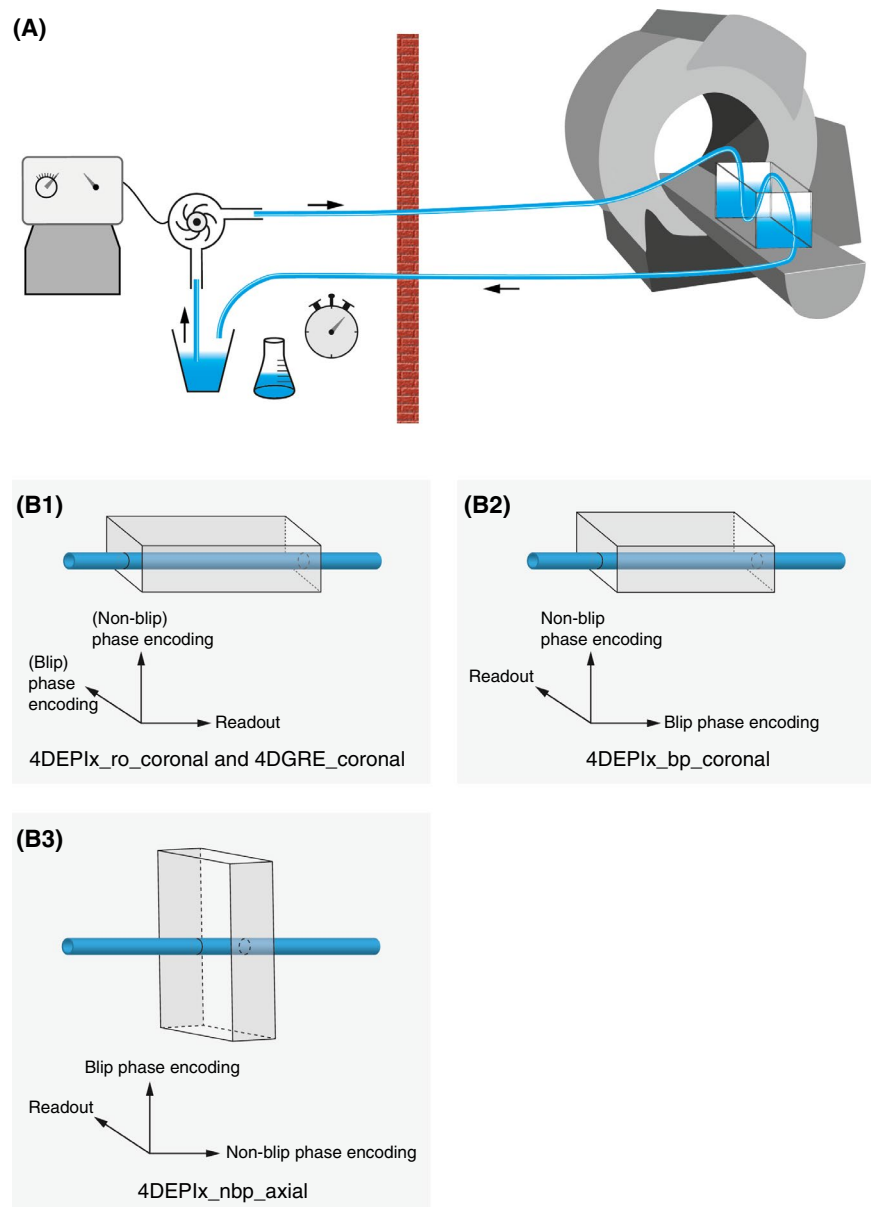 (A)
(B1)
(Non-blip)
phase encoding
(Blip)
phase
encoding
Readout
4DEPIx_ro_coronal and 4DGRE_coronal
(B2)
Non-blip
phase encoding
Readout
Blip phase encoding
4DEPIx_bp_coronal
(B3)
Blip phase encoding
Readout
Non-blip phase encoding
4DEPIx_nbp_axial